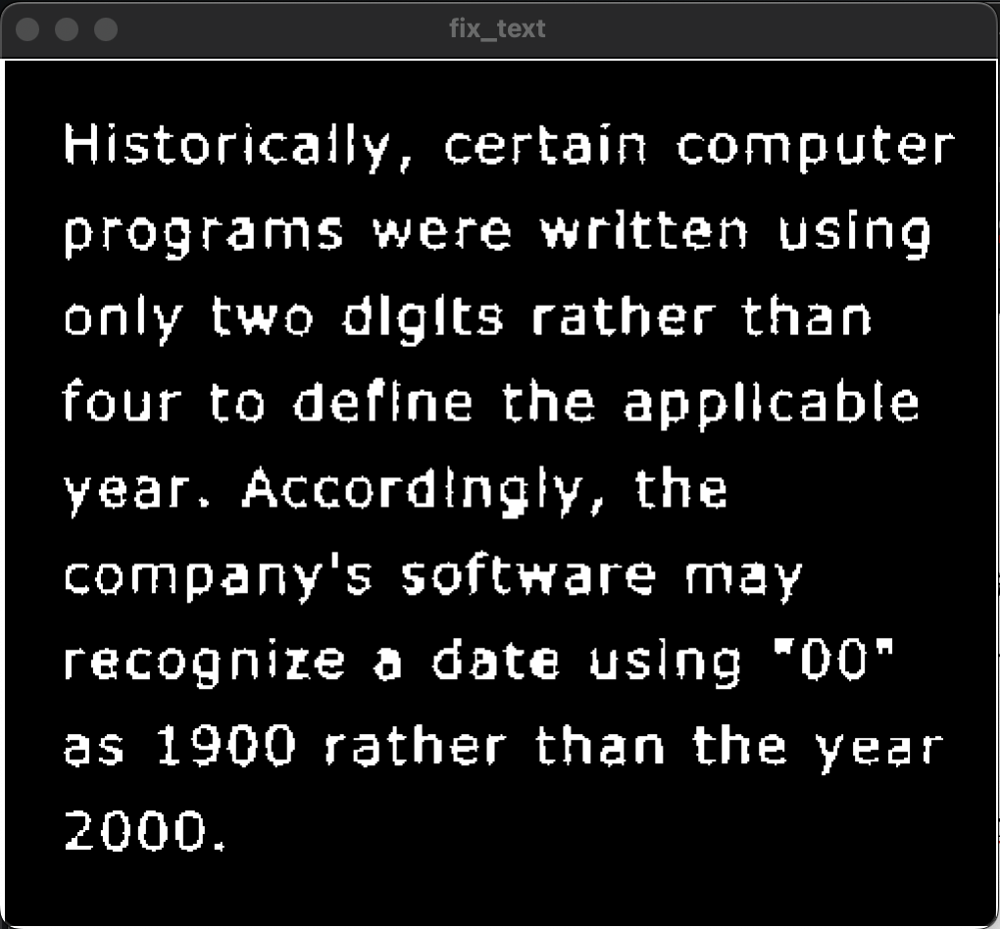 fix_text
Historically, certain computer
programs were written using
only two digits rather than
four to define the applicable
year. Accordingly, the
company's software may
recognize a date using "00"
as 1900 rather than the year
2000.